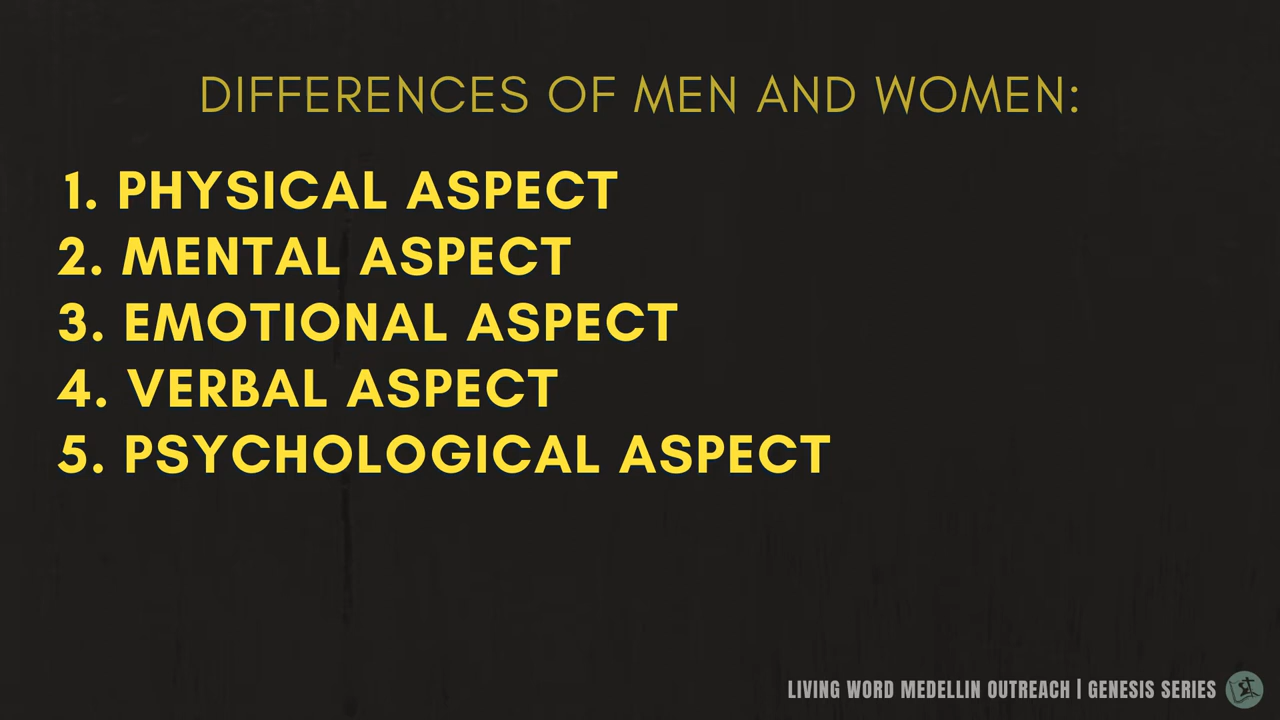 DIFFERENCES OF MEN AND WOMEN:
1. PHYSICAL ASPECT
2. MENTAL ASPECT
3. EMOTIONAL ASPECT
4. VERBAL ASPECT
5. PSYCHOLOGICAL ASPECT
LIVING WORD MEDELLIN OUTREACH | GENESIS SERIES